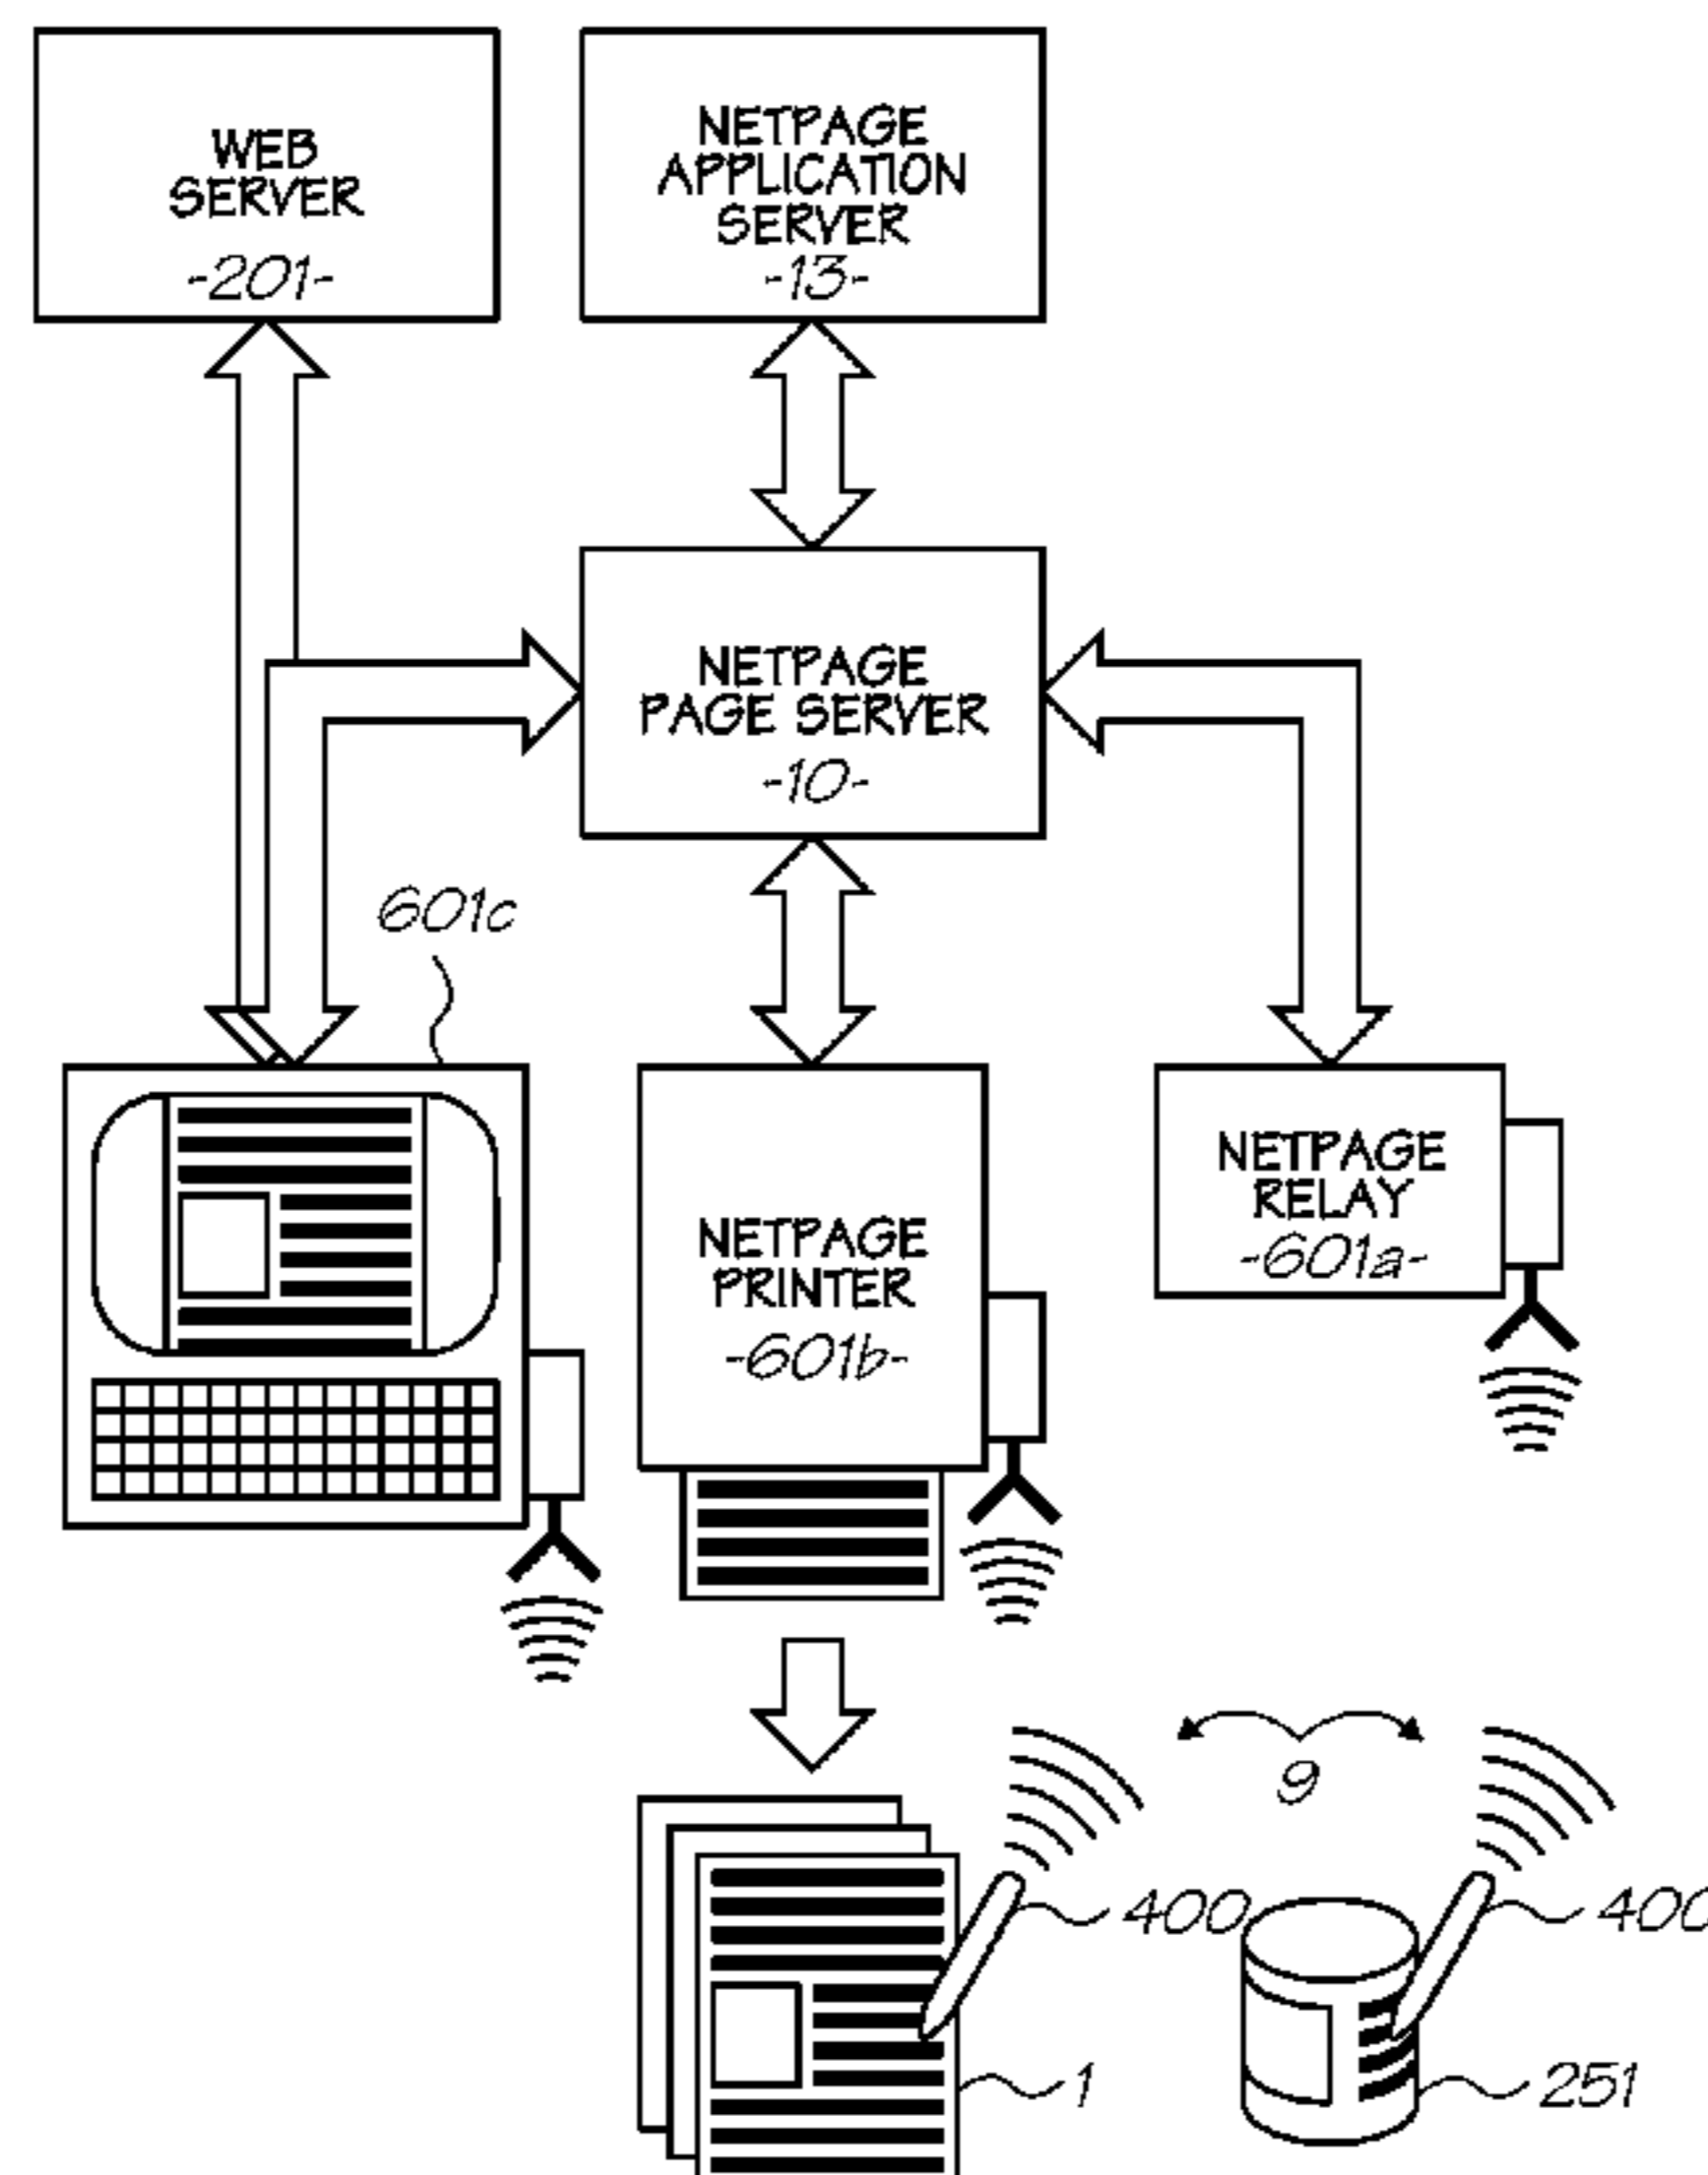 WEB
SERVER
-201-
NETPAGE
APPLICATION
SERVER
-13-
NETPAGE
PAGE SERVER
-10-
601c
NETPAGE
PRINTER
-601b-
NETPAGE
RELAY
-601a-
9
400
400
1
251